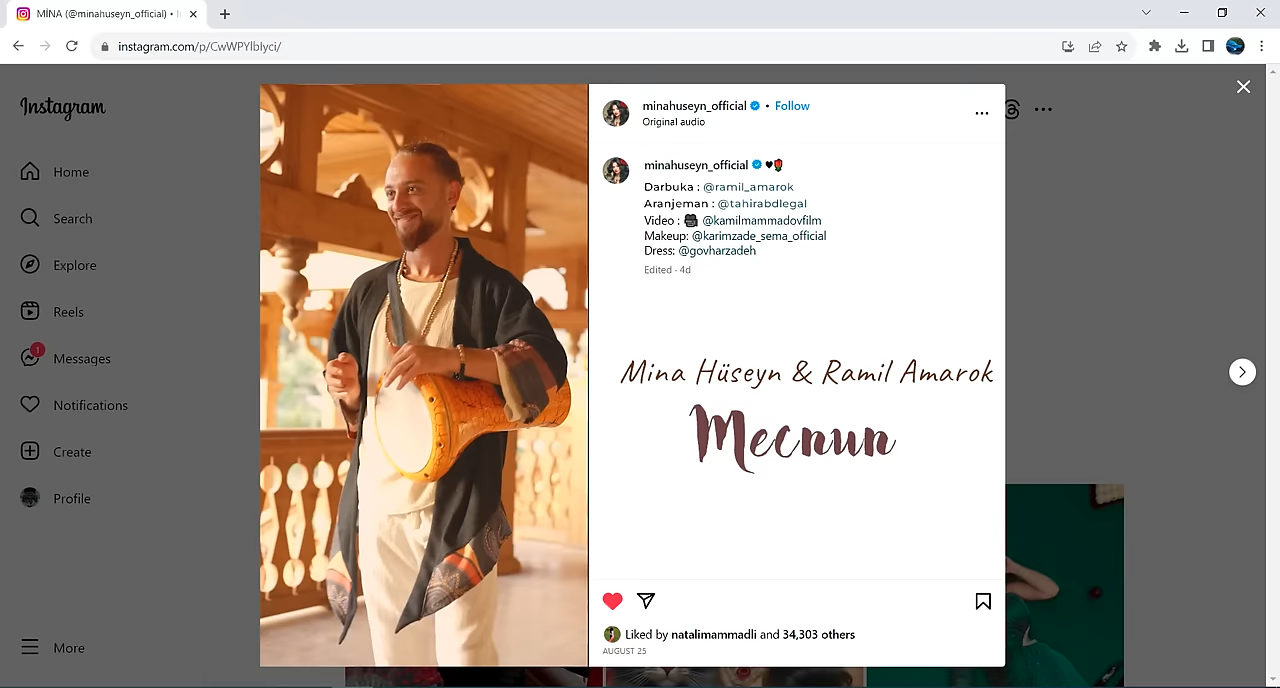 MİNA (@minahuseyn_official) • I
instagram.com/p/CwWPYlbIyci/
Instagram
Home
Search
Explore
Reels
1
Messages
Notifications
Create
Profile
More
minahuseyn_official • Follow
Original audio
minahuseyn_official 🖤🌹
Darbuka : @ramil_amarok
Aranjeman : @tahirabdlegal
Video : 🎥 @kamilmammadovfilm
Makeup: @karimzade_sema_official
Dress: @govharzadeh
Edited · 4d
Mina Hüseyn & Ramil Amarok
Mecnun
Liked by natalimammadli and 34,303 others
AUGUST 25